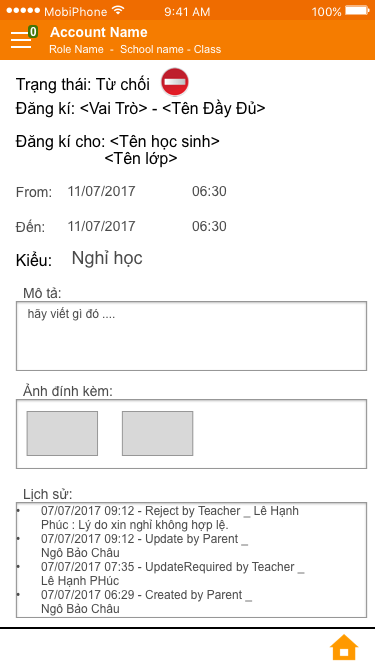 MobiPhone 9:41 AM 100%
0 Account Name
Role Name - School name - Class
Trạng thái: Từ chối
Đăng kí: <Vai Trò> - <Tên Đầy Đủ>
Đăng kí cho: <Tên học sinh>
<Tên lớp>
From: 11/07/2017 06:30
Đến: 11/07/2017 06:30
Kiểu: Nghỉ học
Mô tả:
hãy viết gì đó ....
Ảnh đính kèm:
Lịch sử:
• 07/07/2017 09:12 - Reject by Teacher _ Lê Hạnh
Phúc : Lý do xin nghỉ không hợp lệ.
• 07/07/2017 09:12 - Update by Parent _
Ngô Bảo Châu
• 07/07/2017 07:35 - UpdateRequired by Teacher _
Lê Hạnh PHúc
• 07/07/2017 06:29 - Created by Parent _
Ngô Bảo Châu